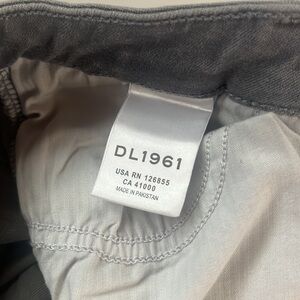 DL1961
USA RN 126855
CA 41000
MADE IN PAKISTAN